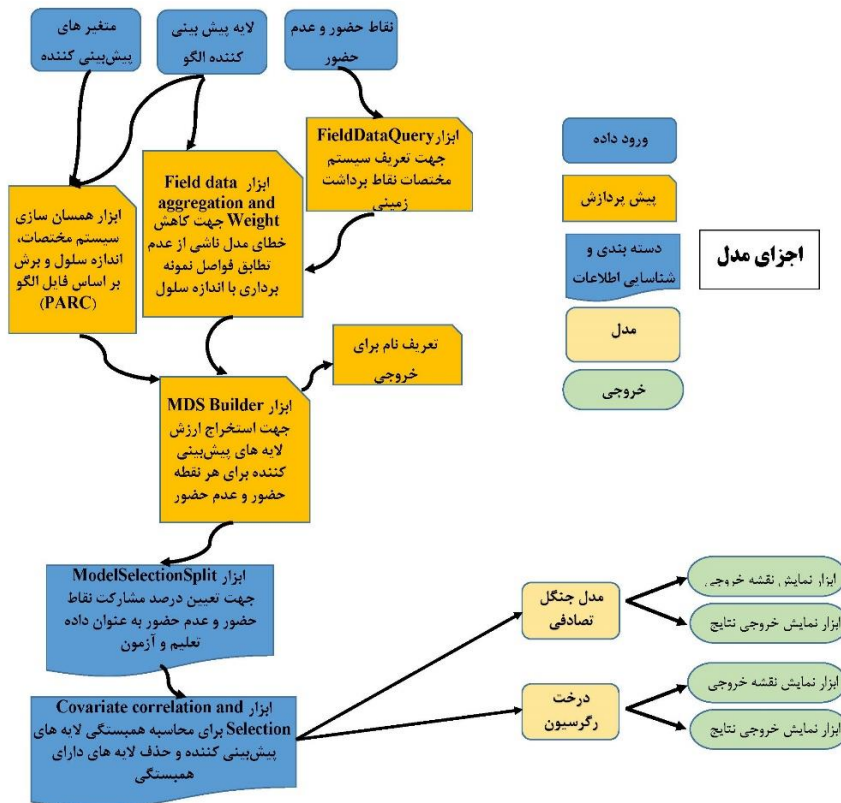 متغیر های
پیش‌بینی کننده
لایه پیش بینی
کننده الگو
نقاط حضور و عدم
حضور
ابزار FieldDataQuery
جهت تعریف سیستم
مختصات نقاط برداشت
زمینی
ابزار Field data
aggregation and
Weight جهت کاهش
خطای مدل ناشی از عدم
تطابق فواصل نمونه
برداری با اندازه سلول
ابزار همسان سازی
سیستم مختصات،
اندازه سلول و برش
بر اساس فایل الگو
(PARC)
تعریف نام برای
خروجی
ابزار MDS Builder
جهت استخراج ارزش
لایه های پیش‌بینی
کننده برای هر نقطه
حضور و عدم حضور
ابزار ModelSelectionSplit
جهت تعیین درصد مشارکت نقاط
حضور و عدم حضور به عنوان داده
تعلیم و آزمون
ابزار Covariate correlation and
Selection برای محاسبه همبستگی لایه های
پیش‌بینی کننده و حذف لایه های دارای
همبستگی
مدل جنگل
تصادفی
درخت
رگرسیون
ابزار نمایش نقشه خروجی
ابزار نمایش خروجی نتایج
ابزار نمایش نقشه خروجی
ابزار نمایش خروجی نتایج
اجزای مدل
ورود داده
پیش پردازش
دسته بندی و
شناسایی اطلاعات
مدل
خروجی